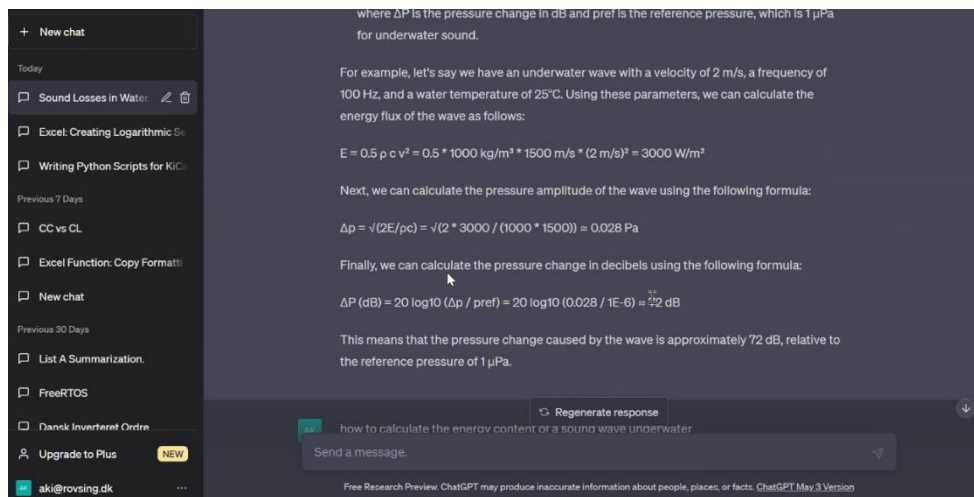 + New chat
Today
Sound Losses in Water
Excel: Creating Logarithmic Se
Writing Python Scripts for KiCa
Previous 7 Days
CC vs CL
Excel Function: Copy Formatti
New chat
Previous 30 Days
List A Summarization.
FreeRTOS
Dansk Inverteret Ordre
Upgrade to Plus NEW
aki@rovsing.dk ...
where ΔP is the pressure change in dB and pref is the reference pressure, which is 1 μPa
for underwater sound.
For example, let's say we have an underwater wave with a velocity of 2 m/s, a frequency of
100 Hz, and a water temperature of 25°C. Using these parameters, we can calculate the
energy flux of the wave as follows:
E = 0.5 ρ c v² = 0.5 * 1000 kg/m³ * 1500 m/s * (2 m/s)² = 3000 W/m²
Next, we can calculate the pressure amplitude of the wave using the following formula:
Δp = √(2E/ρc) = √(2 * 3000 / (1000 * 1500)) ≈ 0.028 Pa
Finally, we can calculate the pressure change in decibels using the following formula:
ΔP (dB) = 20 log10 (Δp / pref) = 20 log10 (0.028 / 1E-6) ≈ 72 dB
This means that the pressure change caused by the wave is approximately 72 dB, relative to
the reference pressure of 1 μPa.
Regenerate response
how to calculate the energy content of a sound wave underwater
Send a message.
Free Research Preview. ChatGPT may produce inaccurate information about people, places, or facts. ChatGPT May 3 Version